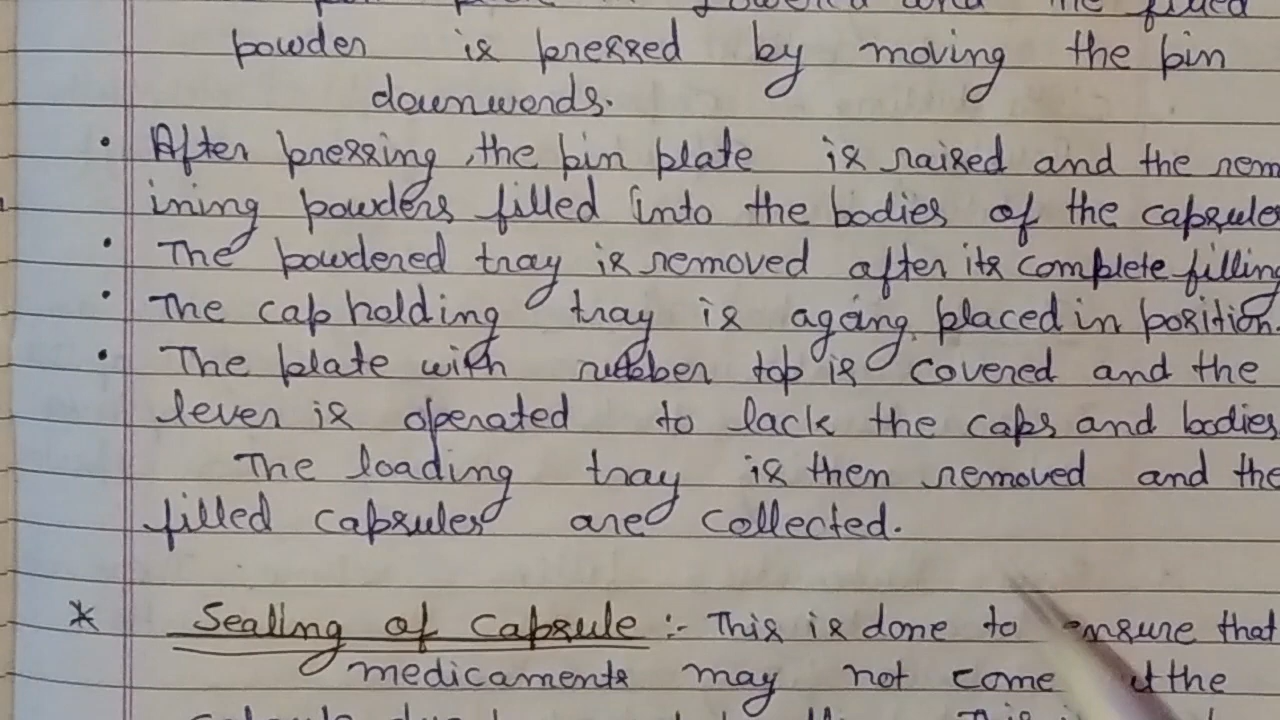 powder is pressed by moving the pin
downwords.
• After pressing, the pin plate is raised and the rem
ining powders filled into the bodies of the capsule
• The powdered tray is removed after its complete filling
• The cap holding tray is againg placed in position.
• The plate with rubber top is covered and the
lever is operated to lack the caps and bodies
The loading tray is then removed and the
filled capsules are collected.
* Sealing of Capsule :- This is done to ensure that
medicaments may not come the